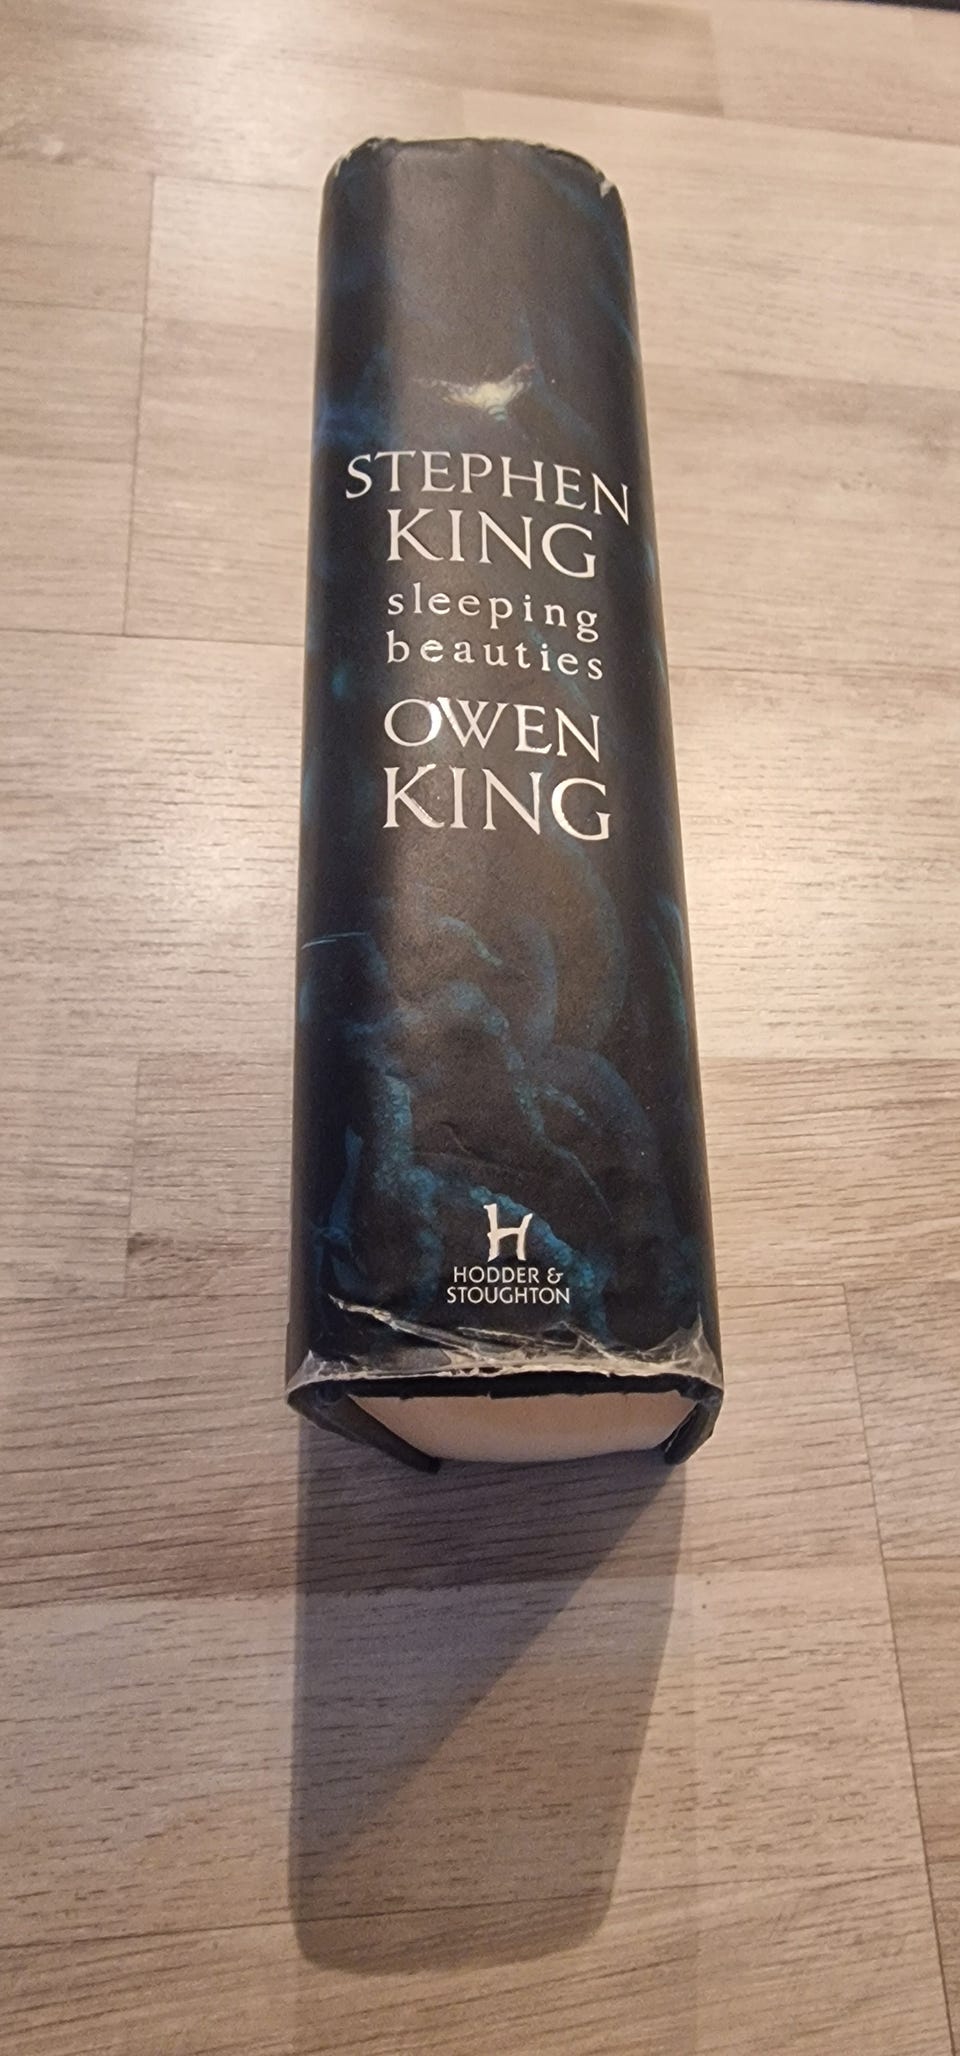 STEPHEN
KING
sleeping
beauties
OWEN
KING
H
HODDER &
STOUGHTON